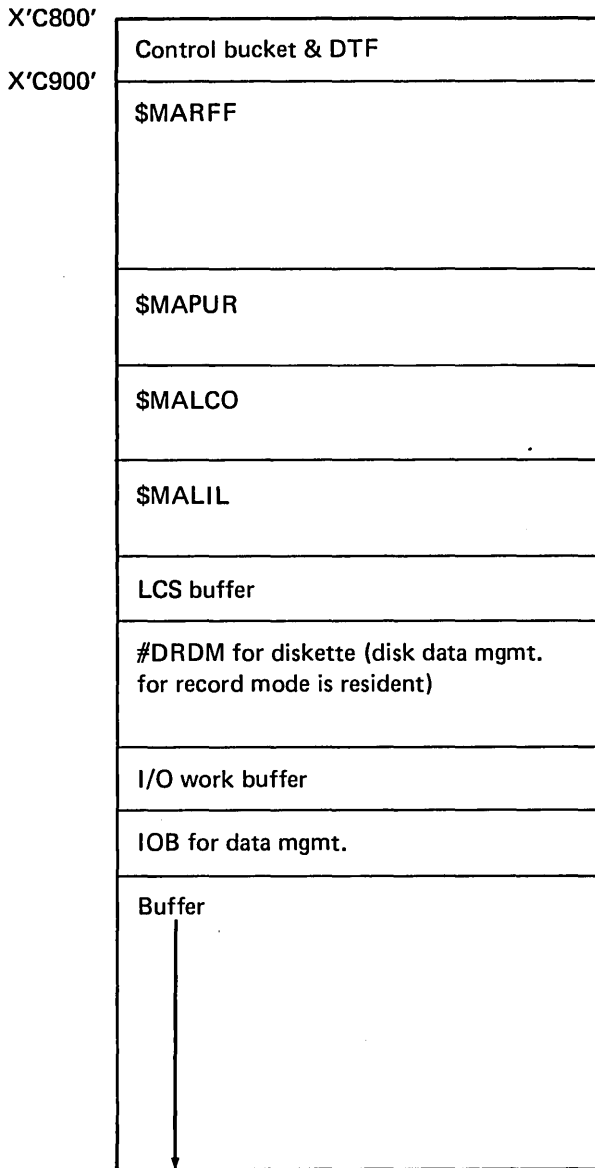 X'C800'
Control bucket & DTF
X'C900'
$MARFF
$MAPUR
$MALCO
$MALIL
LCS buffer
#DRDM for diskette (disk data mgmt.
for record mode is resident)
I/O work buffer
IOB for data mgmt.
Buffer